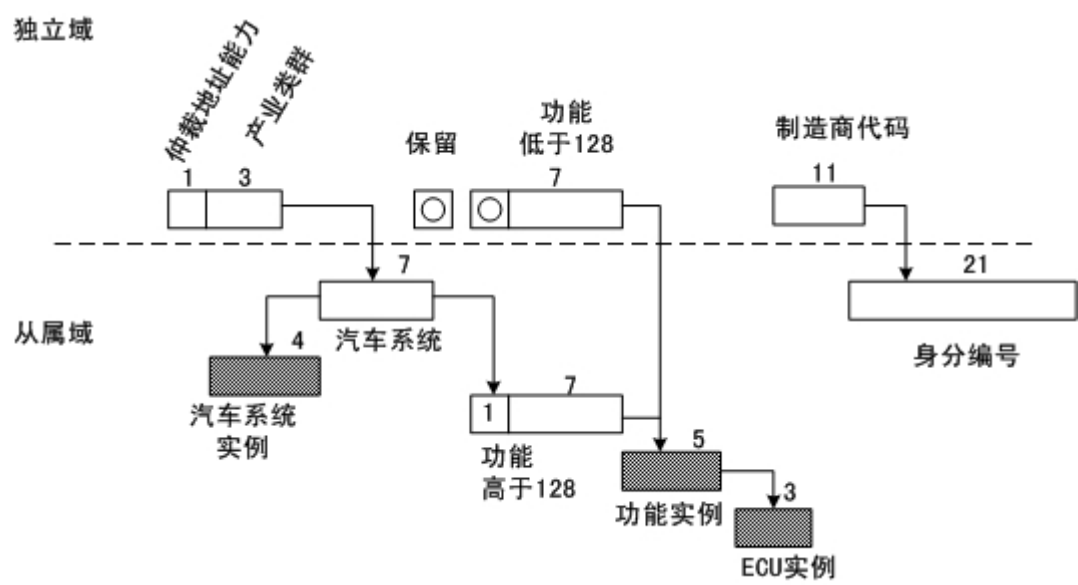 独立域
仲裁地址能力
产业类群
保留
功能
低于128
制造商代码
1
3
7
11
7
21
从属域
汽车系统
身分编号
4
汽车系统
实例
7
1
功能
高于128
5
功能实例
3
ECU实例